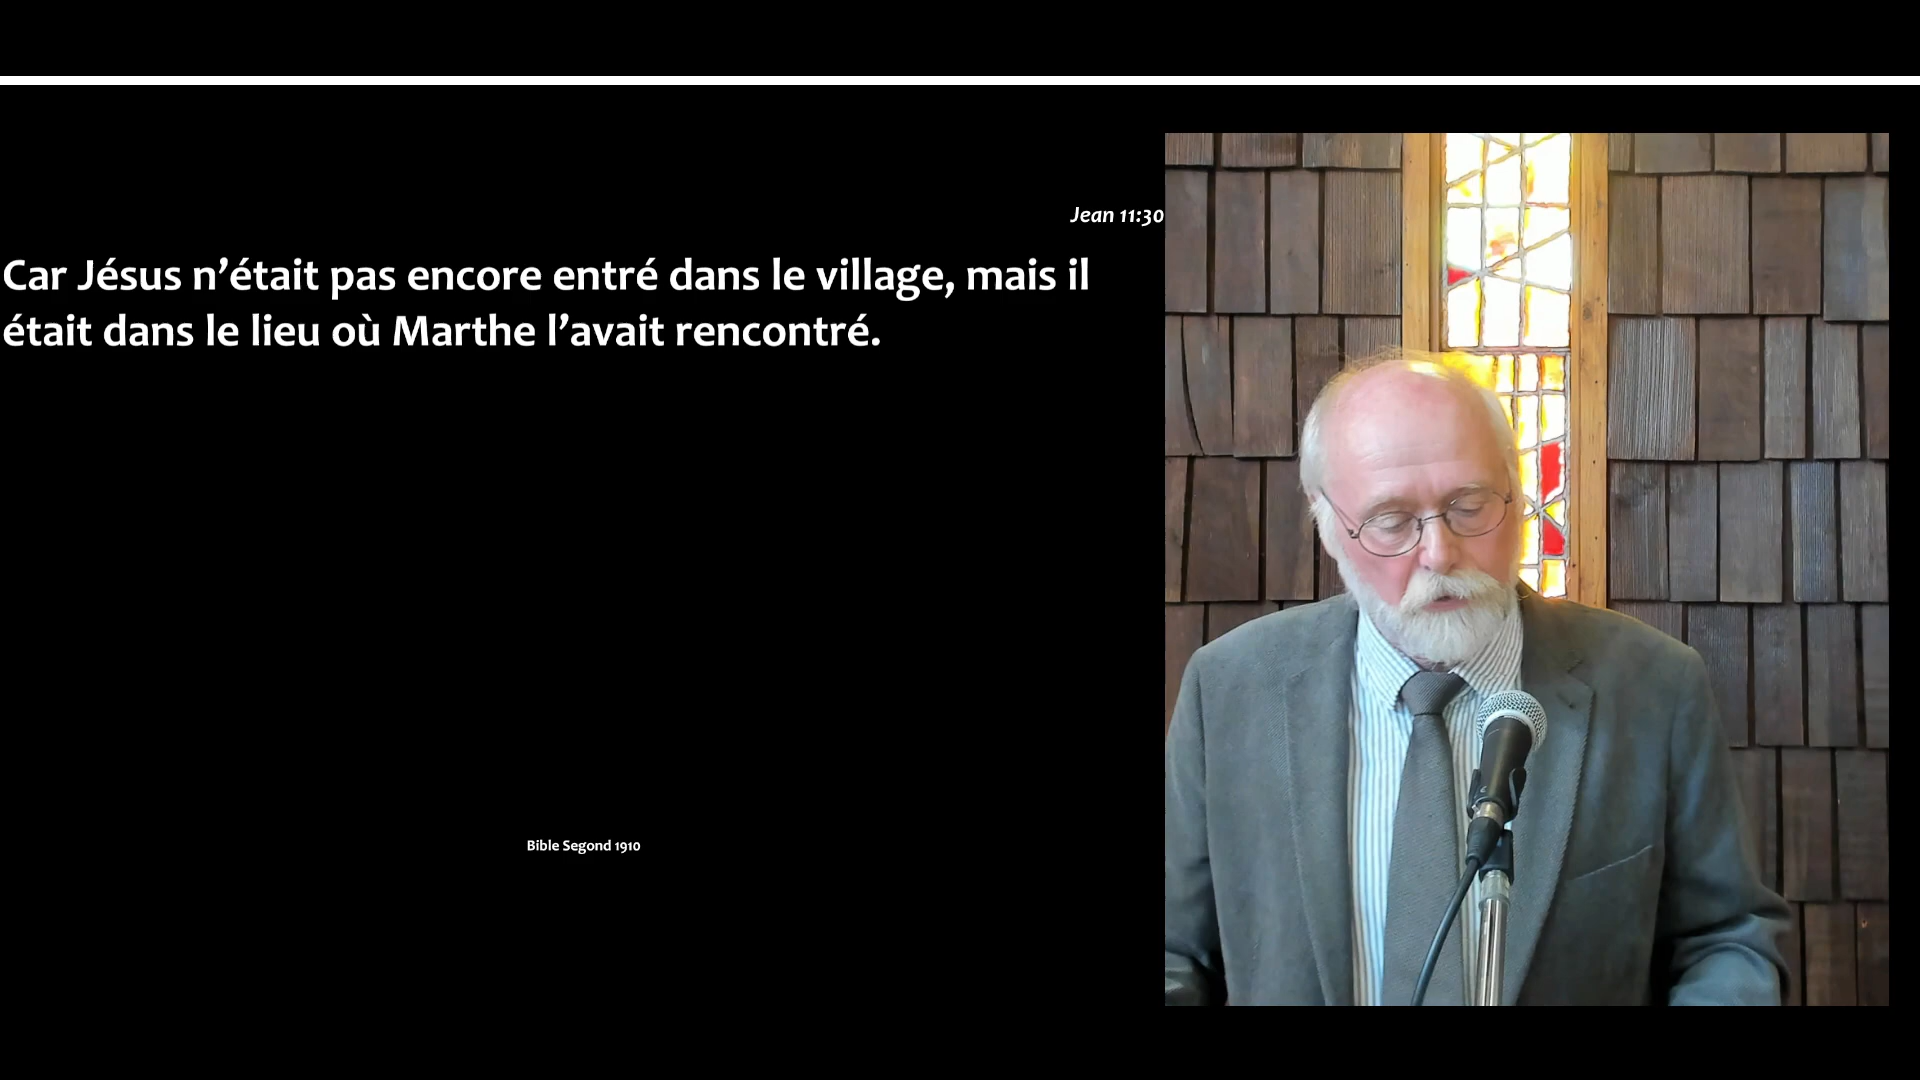 Jean 11:30
Car Jésus n’était pas encore entré dans le village, mais il
était dans le lieu où Marthe l’avait rencontré.
Bible Segond 1910